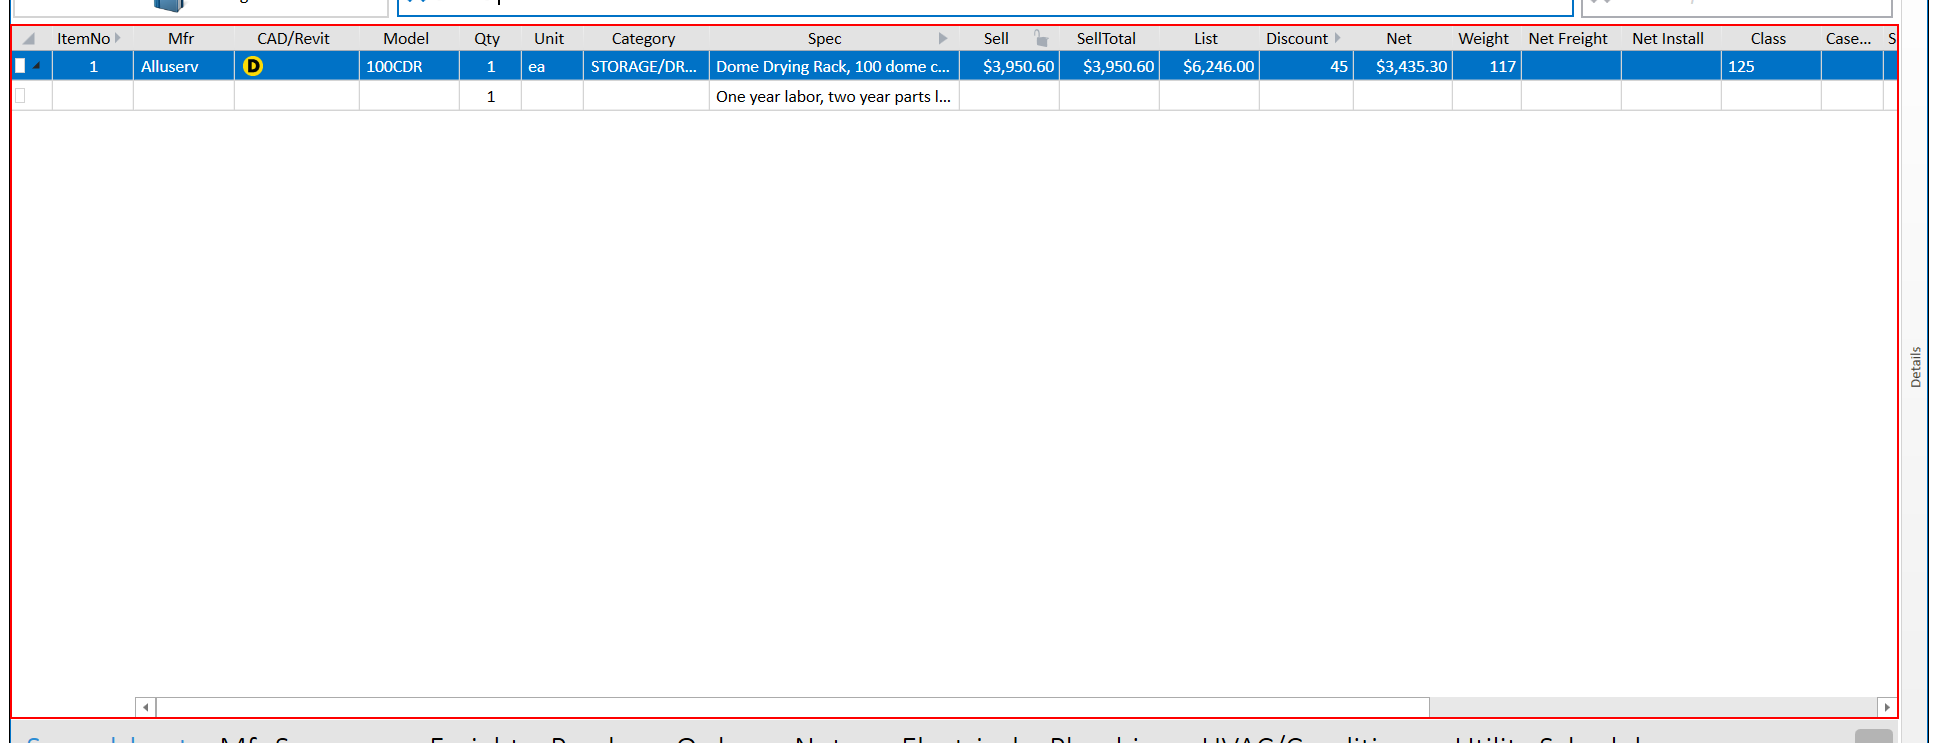 ItemNo Mfr CAD/Revit Model Qty Unit Category Spec Sell SellTotal List Discount Net Weight Net Freight Net Install Class Case... S
1 Alluserv D 100CDR 1 ea STORAGE/DR... Dome Drying Rack, 100 dome c... $3,950.60 $3,950.60 $6,246.00 45 $3,435.30 117 125
1 One year labor, two year parts l...
Details